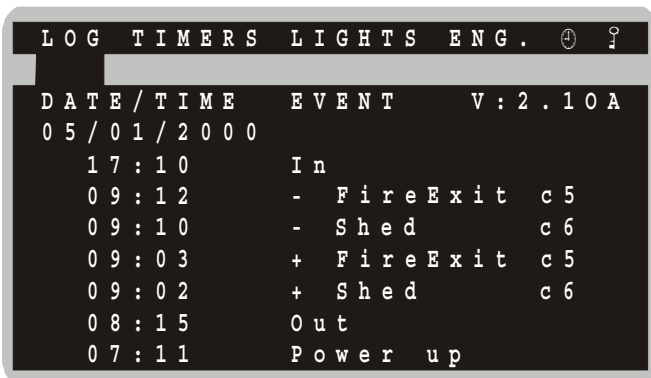 LOG TIMERS LIGHTS ENG.
DATE/TIME EVENT V:2.10A
05/01/2000
17:10 In
09:12 - FireExit c5
09:10 - Shed c6
09:03 + FireExit c5
09:02 + Shed c6
08:15 Out
07:11 Power up